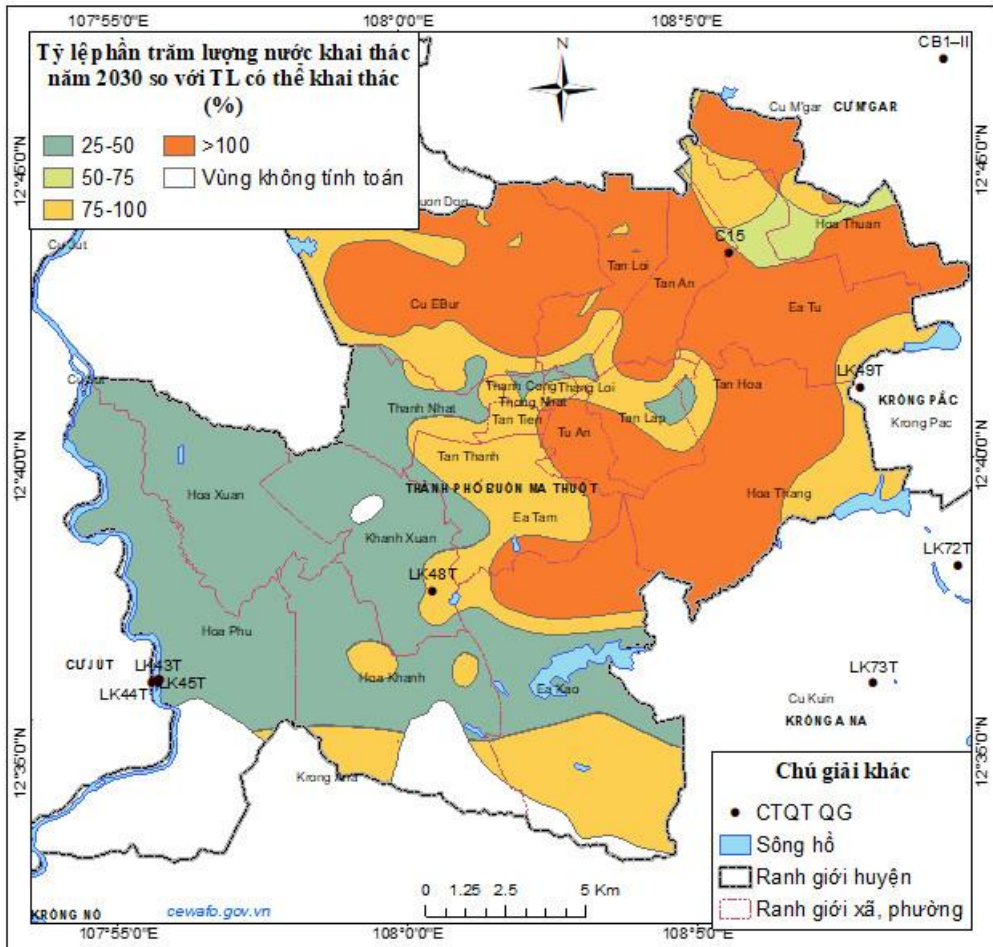 107°55'0"E
108°0'0"E
108°5'0"E
Tỷ lệ phần trăm lượng nước khai thác
năm 2030 so với TL có thể khai thác
(%)
25-50
>100
50-75
Vùng không tính toán
75-100
N
CB1-II
Cu M'gar
CƯ M'GAR
12°45'0"N
12°45'0"N
uon Don
Cu Jut
Hoa Thuan
C15
Tan Loi
Tan An
Cu EBur
Ea Tu
Cu Jut
Thanh Cong
Thang Loi
Tan Hoa
LK49T
KRÔNG PẮC
Thong Nhat
Thanh Nhat
Tan Tien
Tan Lap
Krong Pac
Tu An
12°40'0"N
12°40'0"N
Tan Thanh
Hoa Xuan
THÀNH PHỐ BUÔN MA THUỘT
Hoa Thang
Ea Tam
Khanh Xuan
LK48T
LK72T
Hoa Phu
CƯ JÚT
LK43T
LK44T
LK45T
Hoa Khanh
Ea Kao
LK73T
Cu Kuin
KRÔNG A NA
12°35'0"N
12°35'0"N
Krong Ana
Chú giải khác
CTQT QG
Sông hồ
Ranh giới huyện
Ranh giới xã, phường
0 1.25 2.5 5 Km
KRÔNG NÔ
cewafo.gov.vn
107°55'0"E
108°0'0"E
108°5'0"E